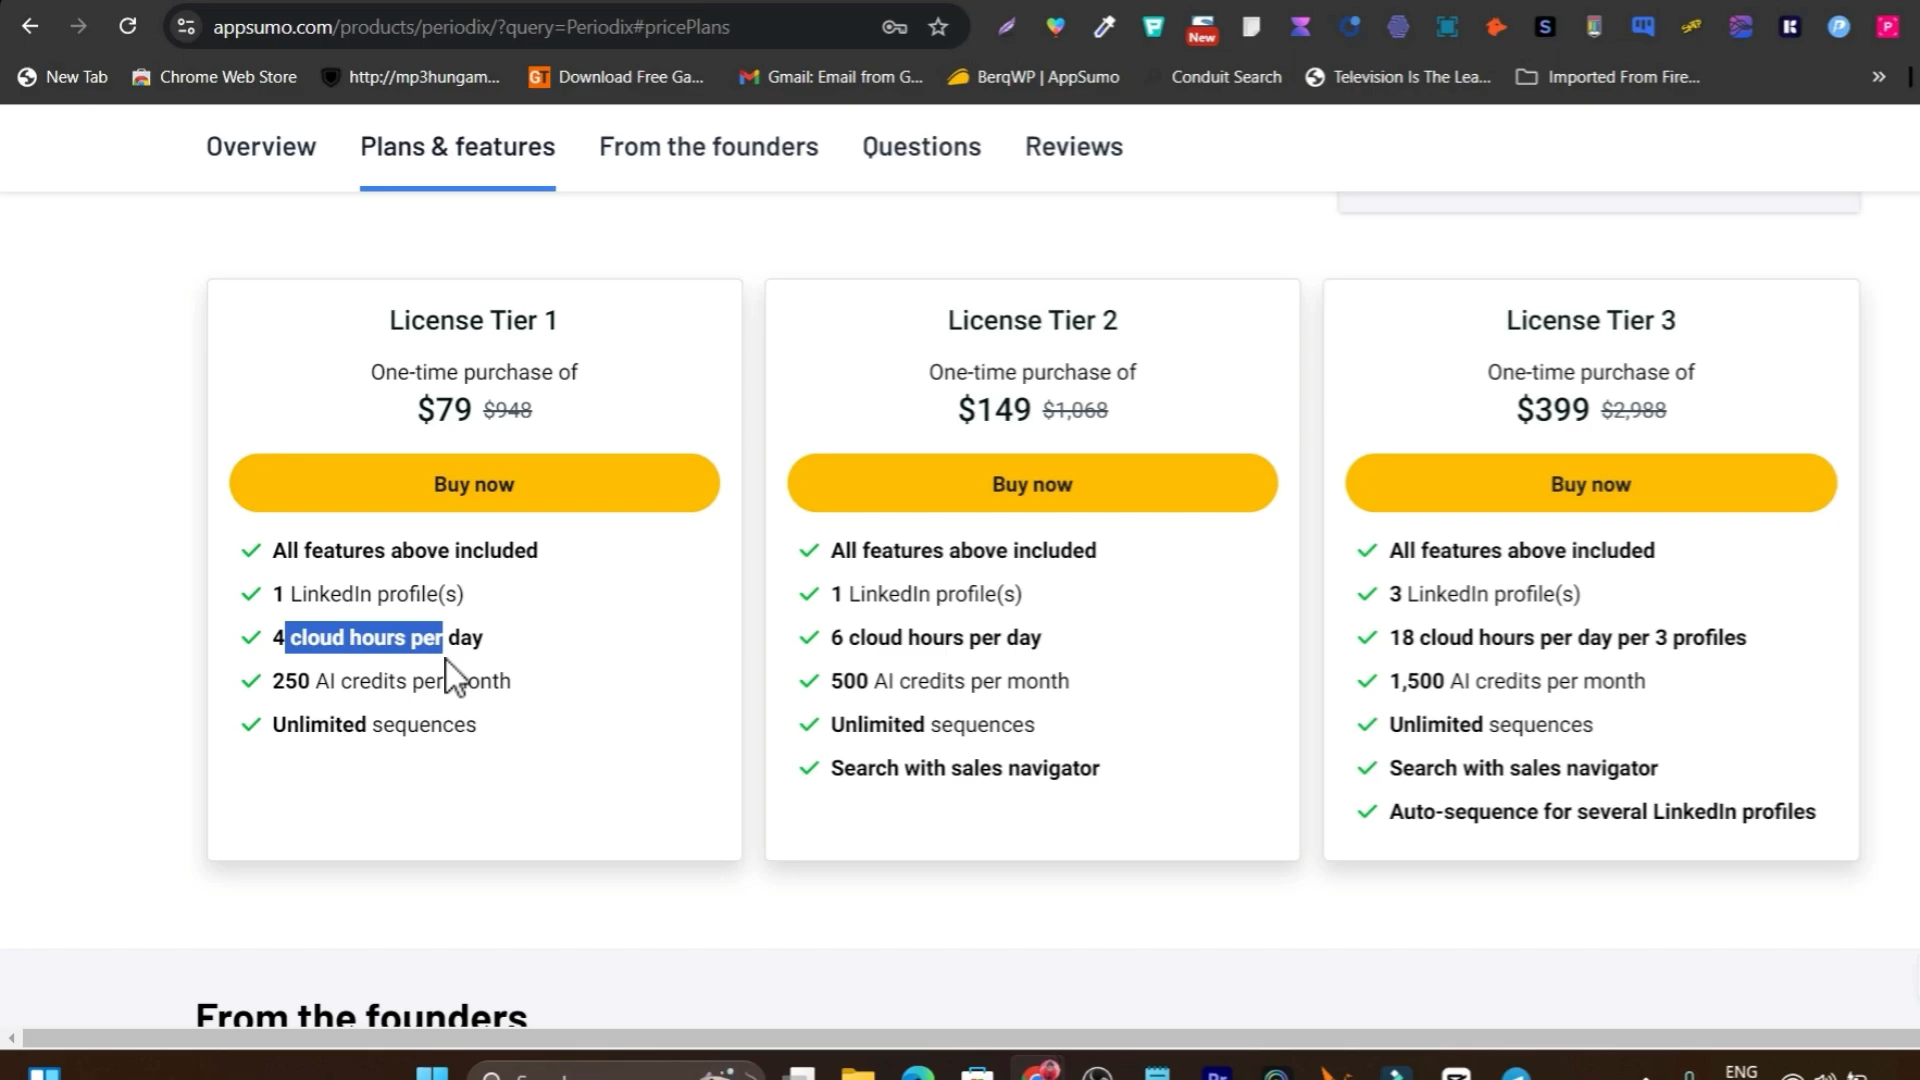 appsumo.com/products/periodix/?query=Periodix#pricePlans
New
New Tab
Chrome Web Store
http://mp3hungam...
Download Free Ga...
Gmail: Email from G...
BerqWP | AppSumo
Conduit Search
Television Is The Lea...
Imported From Fire...
Overview
Plans & features
From the founders
Questions
Reviews
License Tier 1
One-time purchase of
$79 $948
Buy now
All features above included
1 LinkedIn profile(s)
4 cloud hours per day
250 AI credits per month
Unlimited sequences
License Tier 2
One-time purchase of
$149 $1,068
Buy now
All features above included
1 LinkedIn profile(s)
6 cloud hours per day
500 AI credits per month
Unlimited sequences
Search with sales navigator
License Tier 3
One-time purchase of
$399 $2,988
Buy now
All features above included
3 LinkedIn profile(s)
18 cloud hours per day per 3 profiles
1,500 AI credits per month
Unlimited sequences
Search with sales navigator
Auto-sequence for several LinkedIn profiles
From the founders
ENG